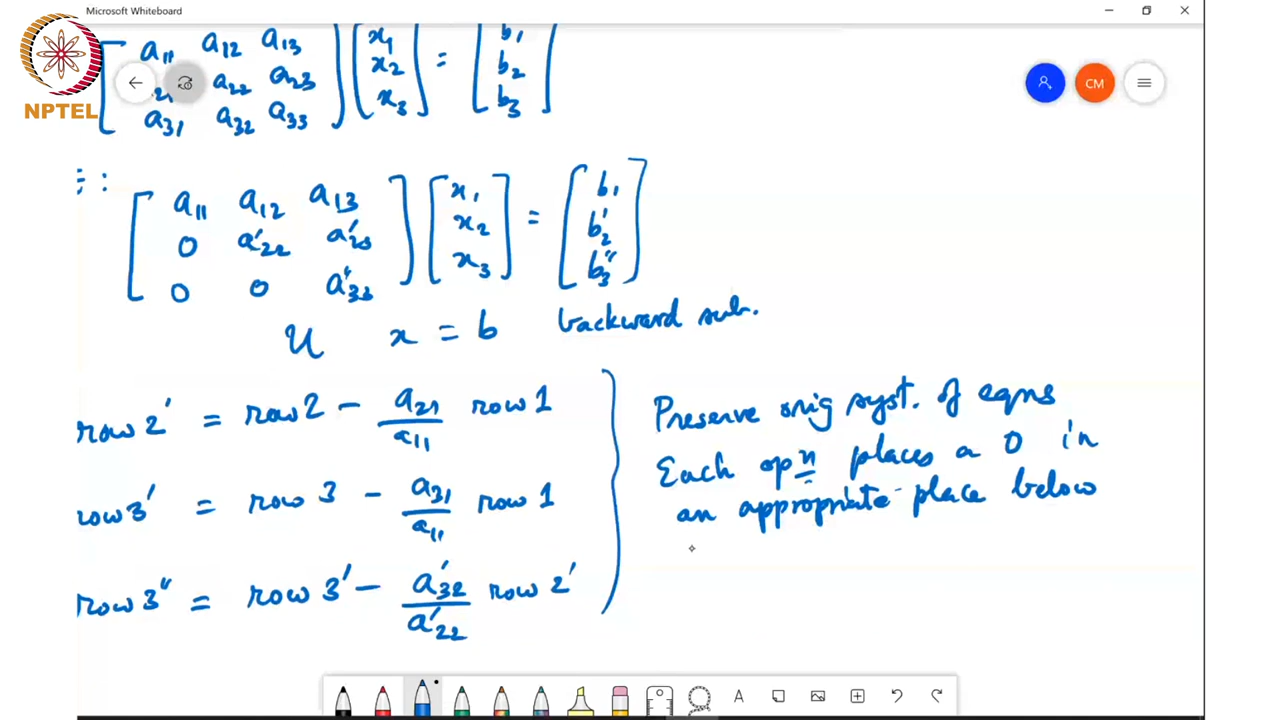 Microsoft Whiteboard
NPTEL
CM
a11 a12 a13 x1 b1
a22 a23 x2 = b2
a31 a32 a33 x3 b3
a11 a12 a13 x1 b1
0 a'22 a'23 x2 = b'2
0 0 a''33 x3 b''3
U x = b backward sub.
row 2' = row 2 - a21/a11 row 1
row 3' = row 3 - a31/a11 row 1
row 3'' = row 3' - a'32/a'22 row 2'
Preserve orig syst. of eqns
Each opn places a 0 in
an appropriate place below
A